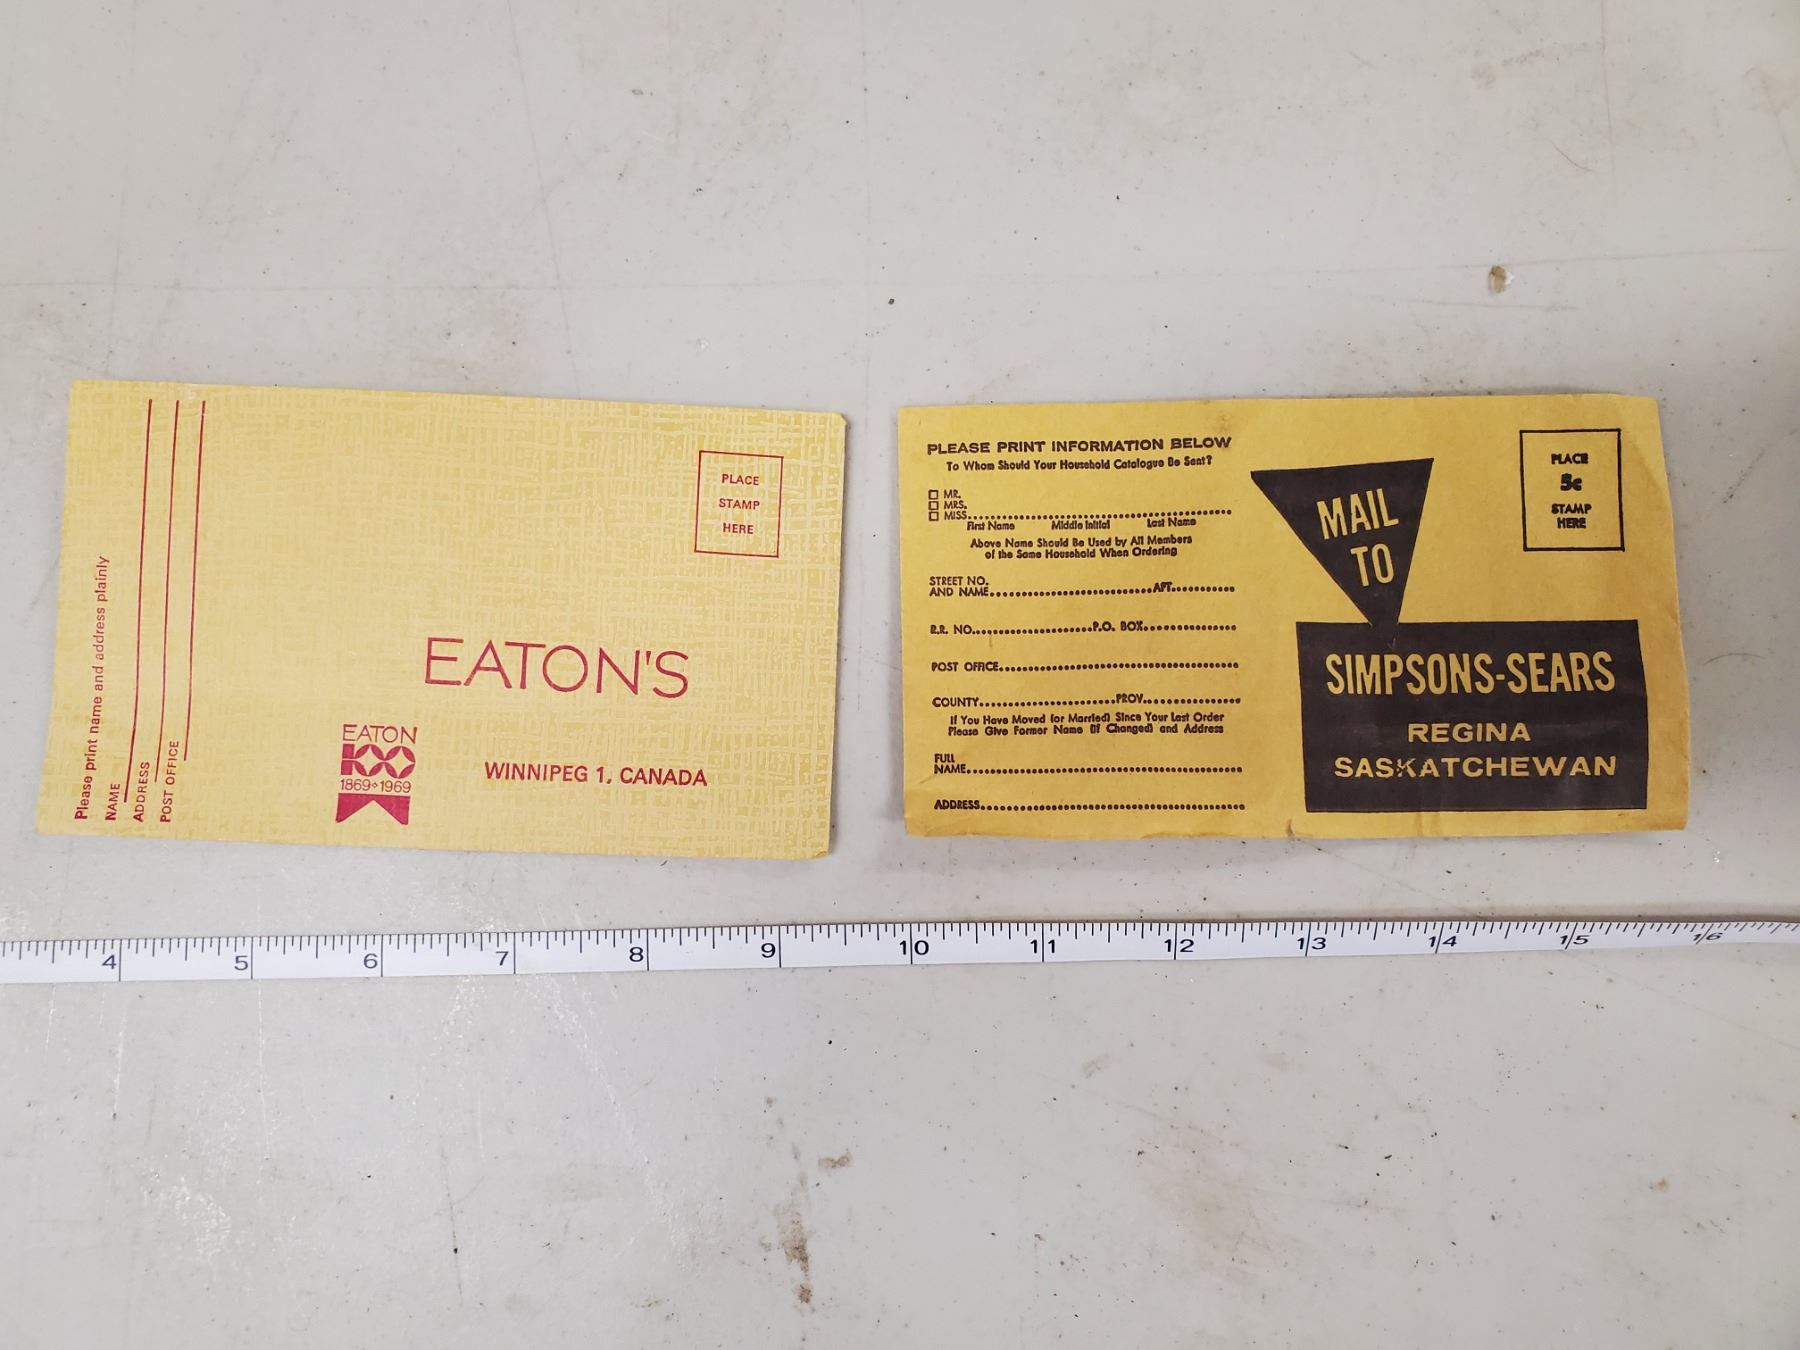 PLACE
STAMP
HERE
EATON'S
EATON
100
1869 1969
WINNIPEG 1, CANADA
Please print name and address plainly
NAME
ADDRESS
POST OFFICE
PLEASE PRINT INFORMATION BELOW
To Whom Should Your Household Catalogue Be Sent?
MR.
MRS.
MISS
First Name Middle Initial Last Name
Above Name Should Be Used by All Members
of the Same Household When Ordering
STREET NO.
AND NAME APT.
R.R. NO. P.O. BOX
POST OFFICE
COUNTY PROV.
If You Have Moved (or Married) Since Your Last Order
Please Give Former Name (If Changed) and Address
FULL
NAME
ADDRESS
MAIL
TO
SIMPSONS-SEARS
REGINA
SASKATCHEWAN
PLACE
5c
STAMP
HERE
4 5 6 7 8 9 10 11 12 13 14 15 16